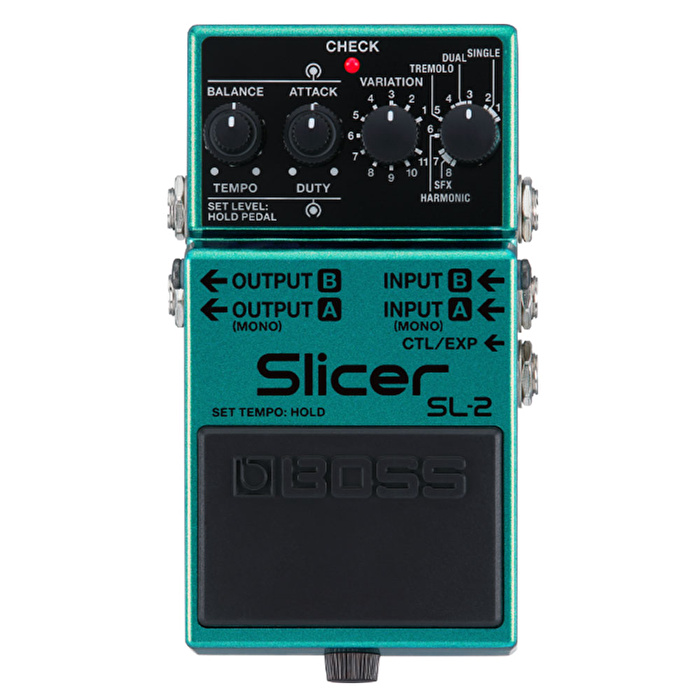 CHECK
BALANCE
ATTACK
VARIATION
TREMOLO
DUAL
SINGLE
4 3 2
5 1
6
7 11
8 9 10
5 4 3 2 1
6
7 8
TEMPO
DUTY
SFX
HARMONIC
SET LEVEL:
HOLD PEDAL
OUTPUT B
INPUT B
OUTPUT A
(MONO)
INPUT A
(MONO)
CTL/EXP
Slicer
SL-2
SET TEMPO: HOLD
BOSS